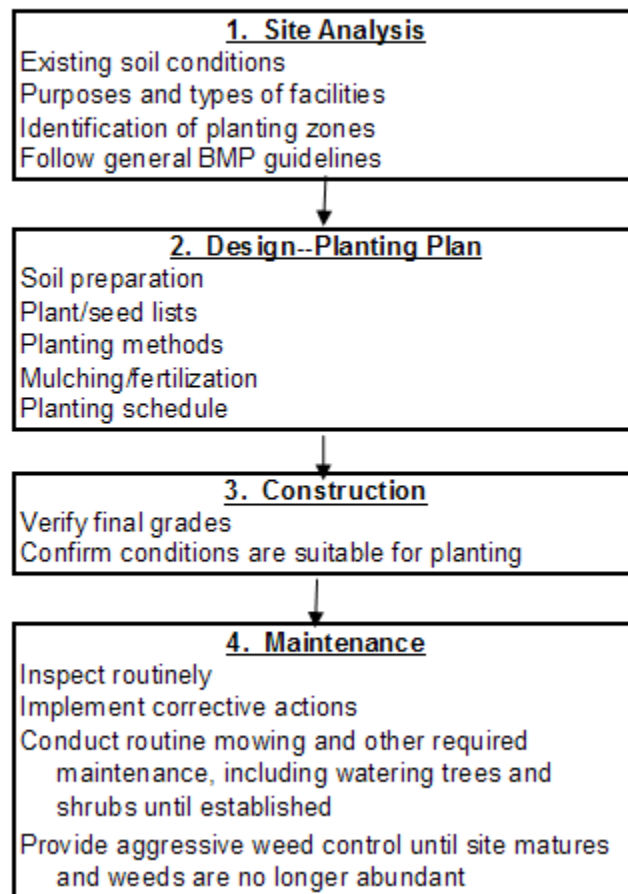 1. Site Analysis
Existing soil conditions
Purposes and types of facilities
Identification of planting zones
Follow general BMP guidelines
2. Design--Planting Plan
Soil preparation
Plant/seed lists
Planting methods
Mulching/fertilization
Planting schedule
3. Construction
Verify final grades
Confirm conditions are suitable for planting
4. Maintenance
Inspect routinely
Implement corrective actions
Conduct routine mowing and other required
maintenance, including watering trees and
shrubs until established
Provide aggressive weed control until site matures
and weeds are no longer abundant